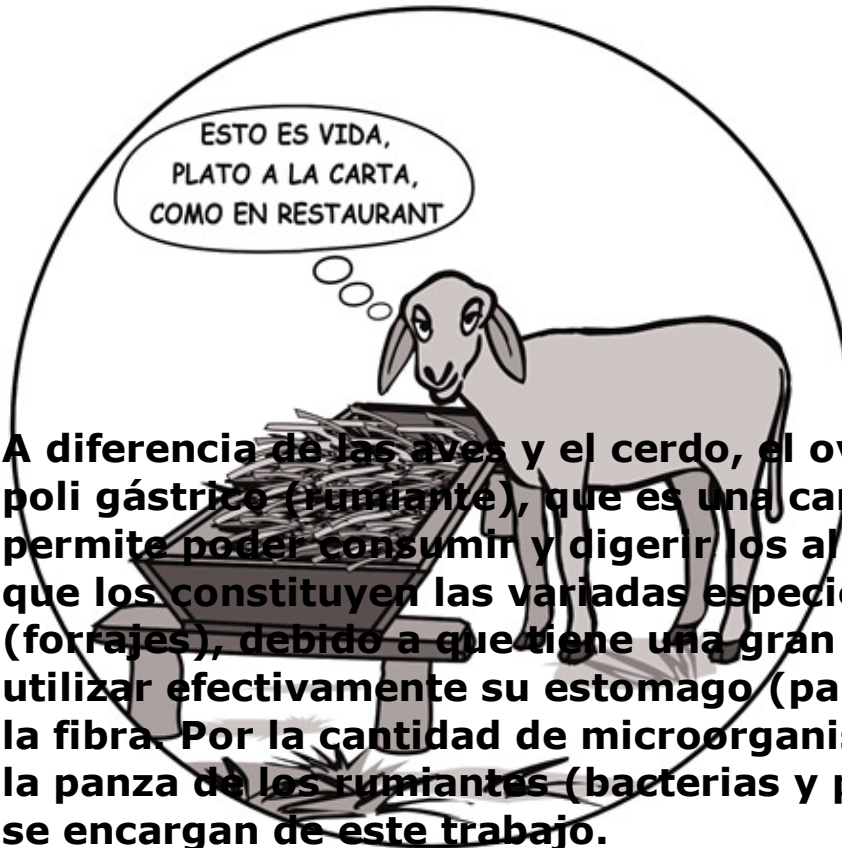 ESTO ES VIDA,
PLATO A LA CARTA,
COMO EN RESTAURANT
A diferencia de las aves y el cerdo, el
poli gástrico (rumiante), que es una
permite poder consumir y digerir los
que los constituyen las variadas
(forrajes), debido a que tiene una gran
utilizar efectivamente su estomago
la fibra. Por la cantidad de
la panza de los rumiantes (bacterias y
se encargan de este trabajo.